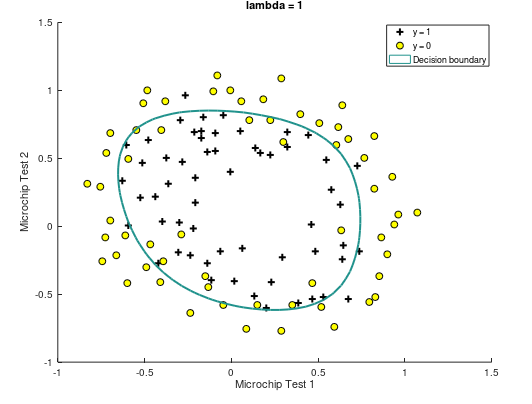 lambda = 1
1.5
y = 1
y = 0
Decision boundary
1
0.5
0
-0.5
-1
Microchip Test 2
-1
-0.5
0
0.5
1
1.5
Microchip Test 1